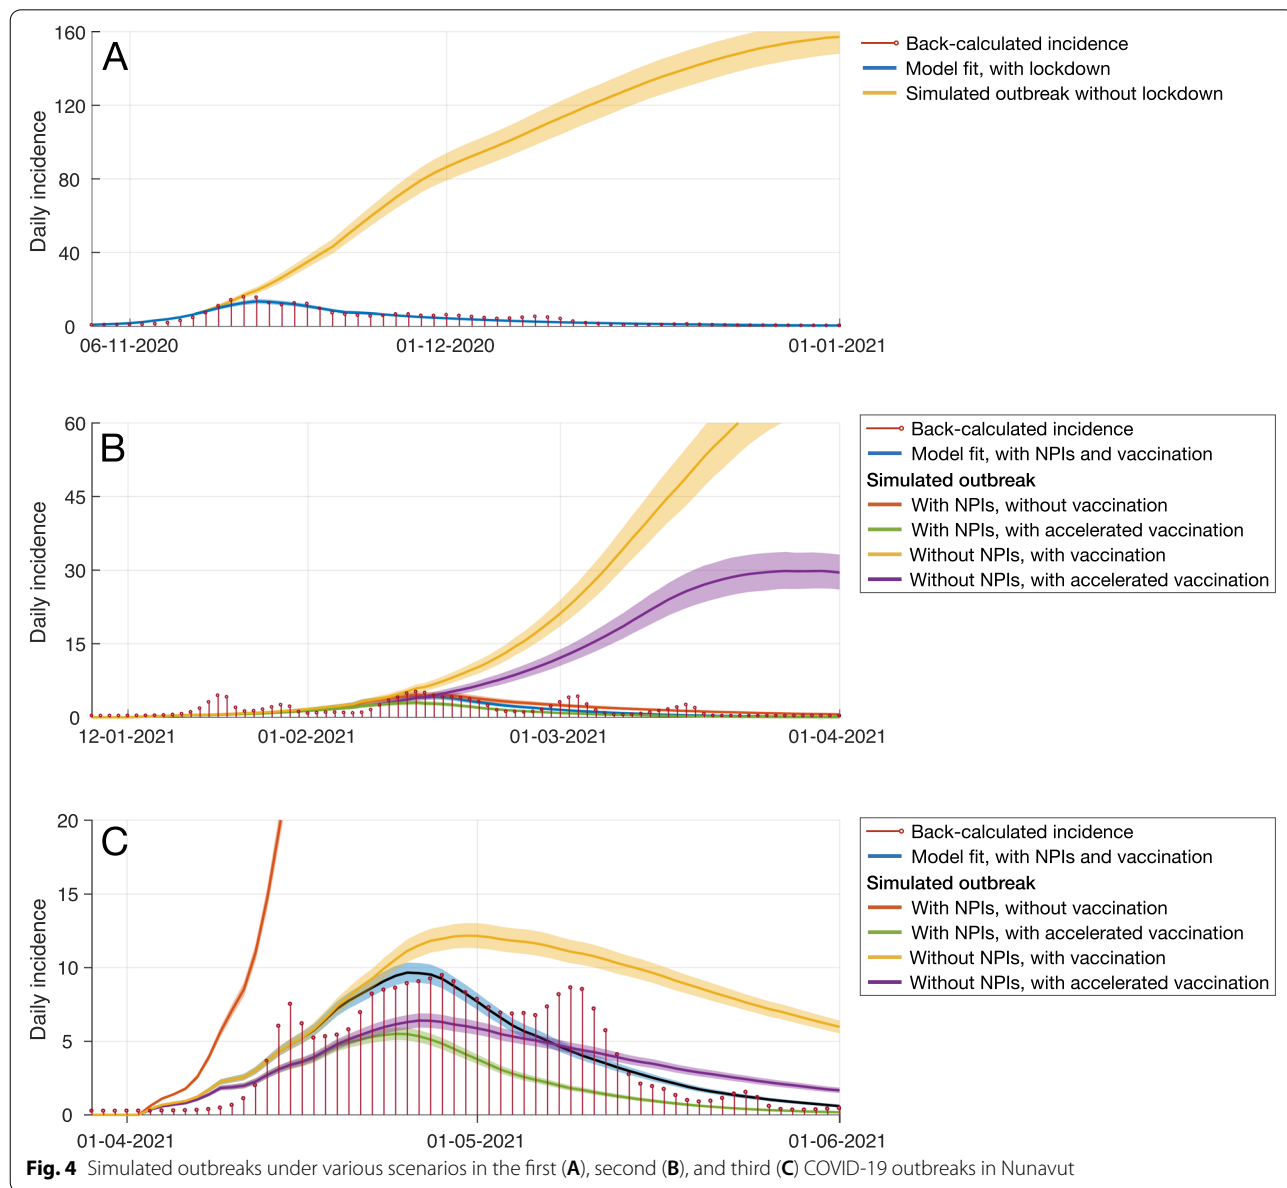 A
Daily incidence
160
120
80
40
0
06-11-2020
01-12-2020
01-01-2021
Back-calculated incidence
Model fit, with lockdown
Simulated outbreak without lockdown
B
Daily incidence
60
45
30
15
0
12-01-2021
01-02-2021
01-03-2021
01-04-2021
Back-calculated incidence
Model fit, with NPIs and vaccination
Simulated outbreak
With NPIs, without vaccination
With NPIs, with accelerated vaccination
Without NPIs, with vaccination
Without NPIs, with accelerated vaccination
C
Daily incidence
20
15
10
5
0
01-04-2021
01-05-2021
01-06-2021
Back-calculated incidence
Model fit, with NPIs and vaccination
Simulated outbreak
With NPIs, without vaccination
With NPIs, with accelerated vaccination
Without NPIs, with vaccination
Without NPIs, with accelerated vaccination
Fig. 4 Simulated outbreaks under various scenarios in the first (A), second (B), and third (C) COVID-19 outbreaks in Nunavut